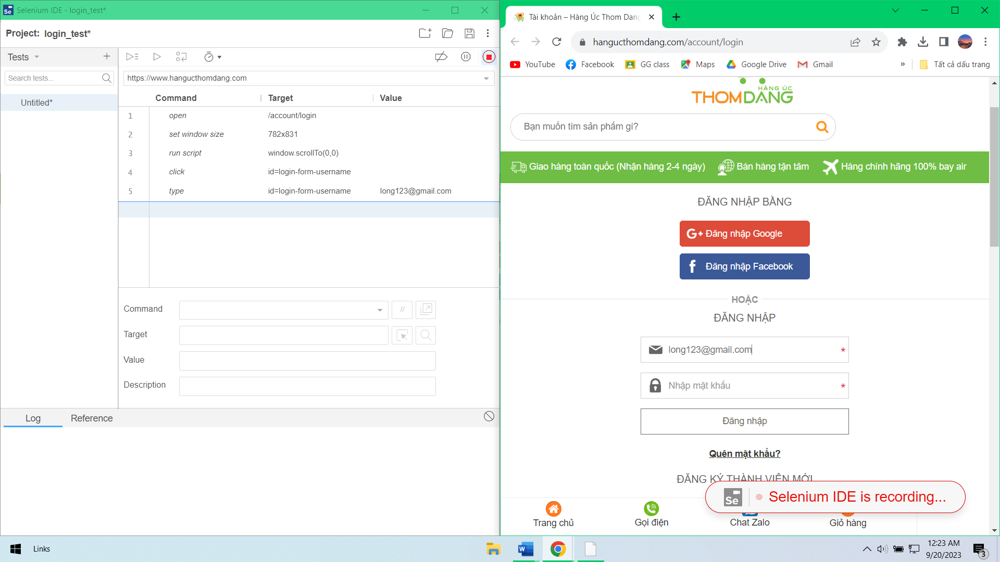 Selenium IDE - login_test*
Project: login_test*
Tests
Search tests...
Untitled*
https://www.hangucthomdang.com
Command Target Value
1 open /account/login
2 set window size 782x831
3 run script window.scrollTo(0,0)
4 click id=login-form-username
5 type id=login-form-username long123@gmail.com
Command
//
Target
Value
Description
Log Reference
Tài khoản – Hàng Úc Thom Dang
hangucthomdang.com/account/login
YouTube Facebook GG class Maps Google Drive Gmail » Tất cả dấu trang
HÀNG ÚC
THOMDANG
Bạn muốn tìm sản phẩm gì?
Giao hàng toàn quốc (Nhận hàng 2-4 ngày) Bán hàng tận tâm Hàng chính hãng 100% bay air
ĐĂNG NHẬP BẰNG
G+ Đăng nhập Google
f Đăng nhập Facebook
HOẶC
ĐĂNG NHẬP
long123@gmail.com *
Nhập mật khẩu *
Đăng nhập
Quên mật khẩu?
ĐĂNG KÝ THÀNH VIÊN MỚI
Se Selenium IDE is recording...
Trang chủ Gọi điện Chat Zalo Giỏ hàng
Links
12:23 AM
9/20/2023
3